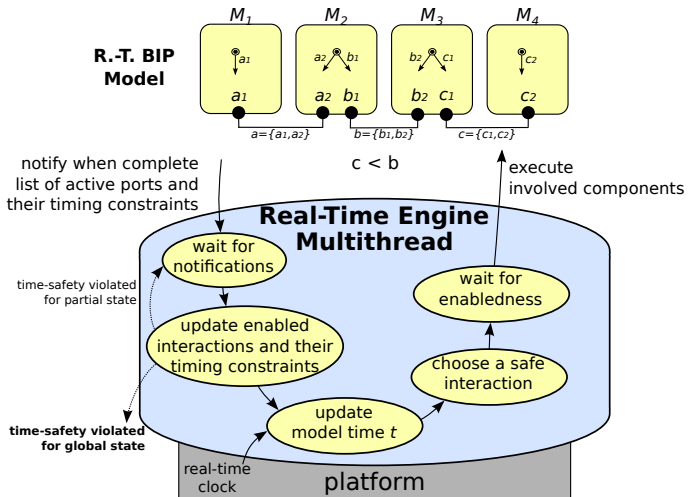 M1 M2 M3 M4
R.-T. BIP
Model
a1 a2 b1 b2 c1 c2
a1 a2 b1 b2 c1 c2
a={a1,a2} b={b1,b2} c={c1,c2}
c < b
notify when complete
list of active ports and
their timing constraints
execute
involved components
Real-Time Engine
Multithread
wait for
notifications
wait for
enabledness
time-safety violated
for partial state
update enabled
interactions and their
timing constraints
choose a safe
interaction
update
model time t
time-safety violated
for global state
real-time
clock
platform